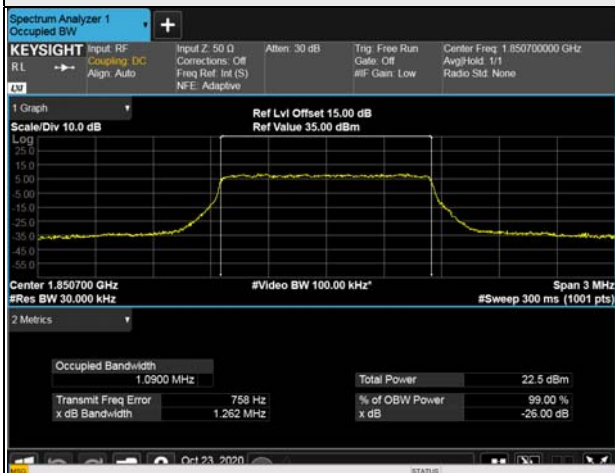 Spectrum Analyzer 1
Occupied BW
KEYSIGHT
RL
LXI
Input: RF
Coupling: DC
Align: Auto
Input Z: 50 Ω
Corrections: Off
Freq Ref: Int (S)
NFE: Adaptive
Atten: 30 dB
Trig: Free Run
Gate: Off
#IF Gain: Low
Center Freq: 1.850700000 GHz
Avg|Hold: 1/1
Radio Std: None
1 Graph
Scale/Div 10.0 dB
Ref Lvl Offset 15.00 dB
Ref Value 35.00 dBm
Log
25.0
15.0
5.00
-5.00
-15.0
-25.0
-35.0
-45.0
-55.0
Center 1.850700 GHz
#Res BW 30.000 kHz
#Video BW 100.00 kHz*
Span 3 MHz
#Sweep 300 ms (1001 pts)
2 Metrics
Occupied Bandwidth
1.0900 MHz
Transmit Freq Error 758 Hz
x dB Bandwidth 1.262 MHz
Total Power 22.5 dBm
% of OBW Power 99.00 %
x dB -26.00 dB
Oct 23, 2020
MSG
STATUS